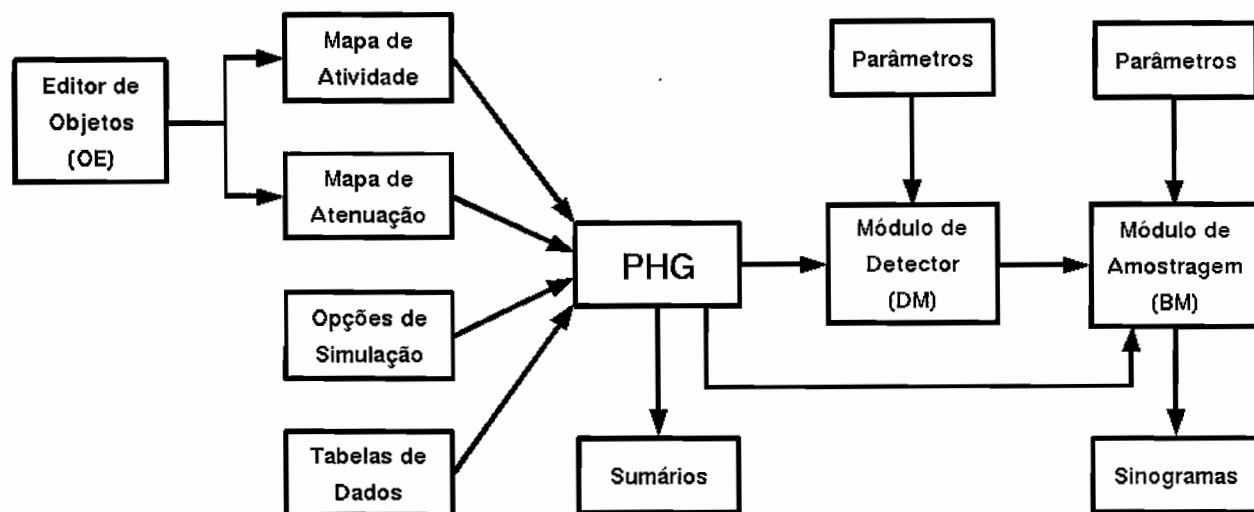 Editor de
Objetos
(OE)
Mapa de
Atividade
Mapa de
Atenuação
Opções de
Simulação
Tabelas de
Dados
PHG
Sumários
Parâmetros
Módulo de
Detector
(DM)
Parâmetros
Módulo de
Amostragem
(BM)
Sinogramas